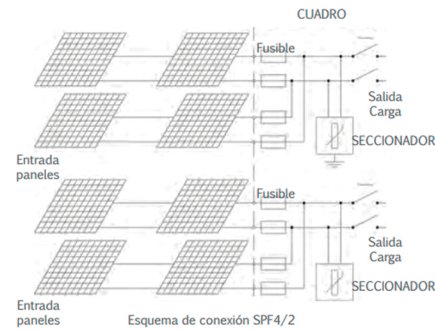 CUADRO
Fusible
Salida
Carga
SECCIONADOR
Entrada
paneles
Fusible
Salida
Carga
SECCIONADOR
Entrada
paneles
Esquema de conexión SPF4/2